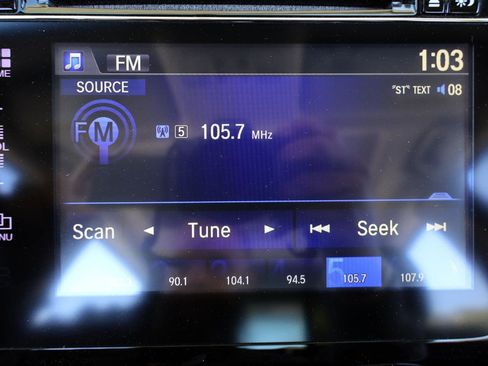 FM
1:03
SOURCE
"ST" TEXT 08
FM
5 105.7 MHz
Scan Tune Seek
90.1 104.1 94.5 105.7 107.9